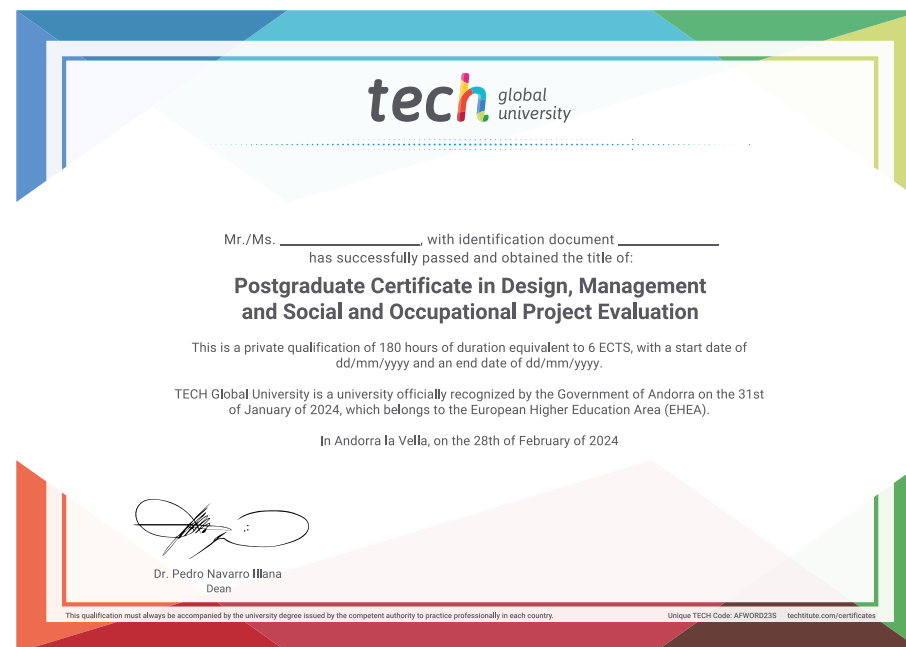 tech global university
Mr./Ms. ____________, with identification document ____________
has successfully passed and obtained the title of:
Postgraduate Certificate in Design, Management
and Social and Occupational Project Evaluation
This is a private qualification of 180 hours of duration equivalent to 6 ECTS, with a start date of
dd/mm/yyyy and an end date of dd/mm/yyyy.
TECH Global University is a university officially recognized by the Government of Andorra on the 31st
of January of 2024, which belongs to the European Higher Education Area (EHEA).
In Andorra la Vella, on the 28th of February of 2024
Dr. Pedro Navarro Illana
Dean
This qualification must always be accompanied by the university degree issued by the competent authority to practice professionally in each country.
Unique TECH Code: AFWORD23S techtitute.com/certificates